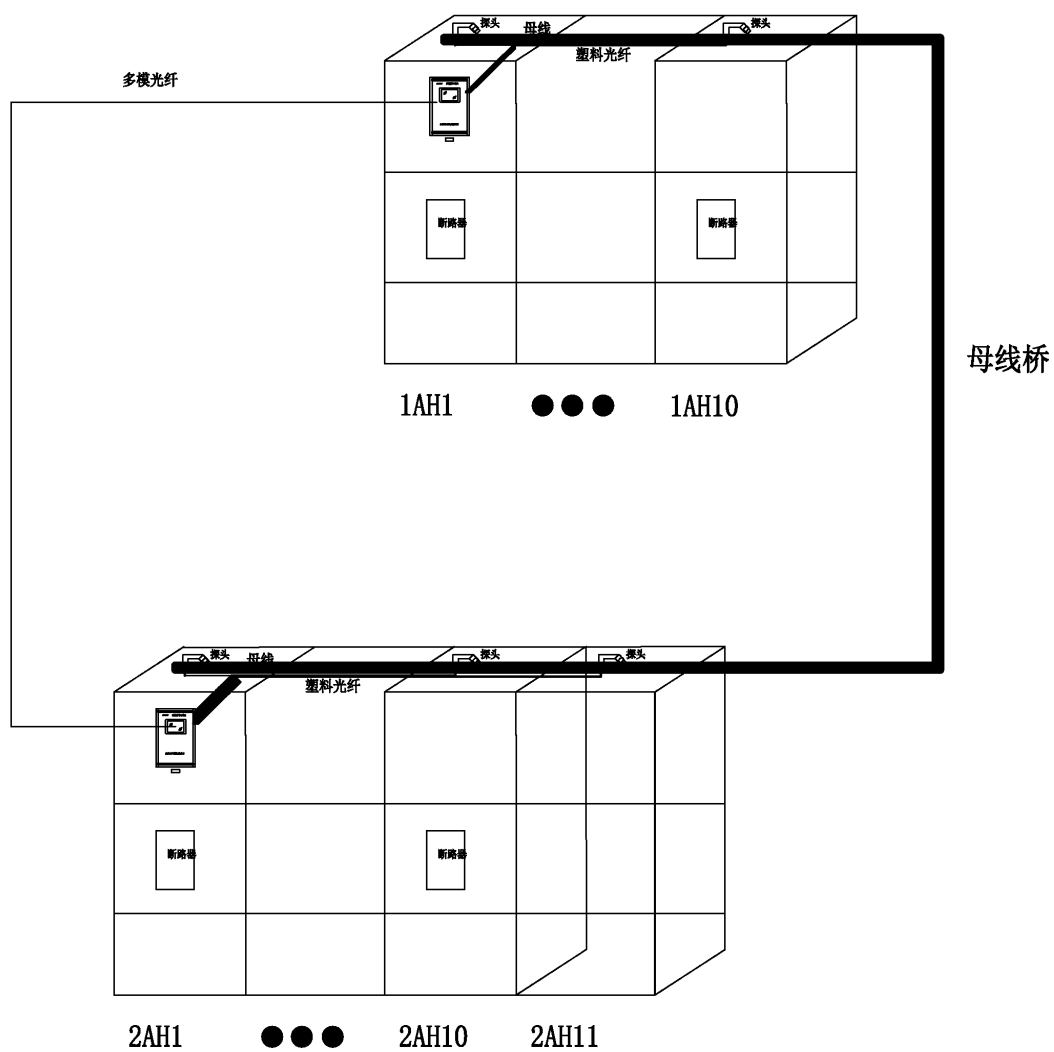 探头
母线
探头
塑料光纤
多模光纤
断路器
断路器
母线桥
1AH1
1AH10
探头
母线
探头
探头
塑料光纤
断路器
断路器
2AH1
2AH10
2AH11